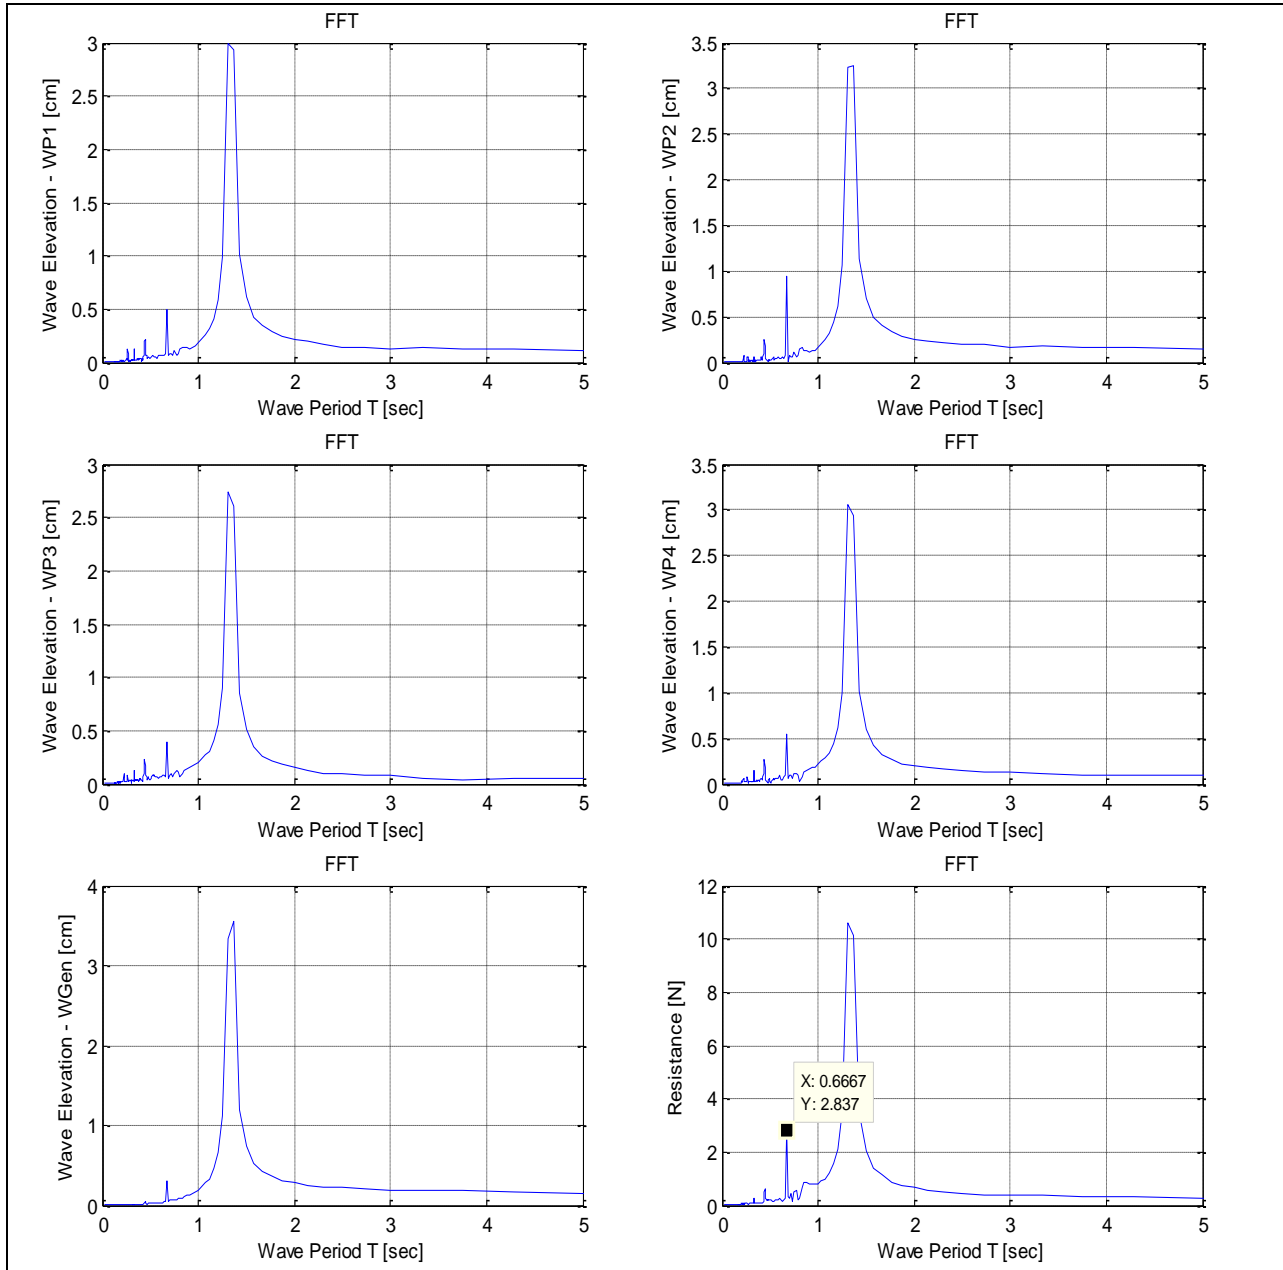 FFT
3
2.5
2
1.5
1
0.5
0
0 1 2 3 4 5
Wave Elevation - WP1 [cm]
Wave Period T [sec]
FFT
3.5
3
2.5
2
1.5
1
0.5
0
0 1 2 3 4 5
Wave Elevation - WP2 [cm]
Wave Period T [sec]
FFT
3
2.5
2
1.5
1
0.5
0
0 1 2 3 4 5
Wave Elevation - WP3 [cm]
Wave Period T [sec]
FFT
3.5
3
2.5
2
1.5
1
0.5
0
0 1 2 3 4 5
Wave Elevation - WP4 [cm]
Wave Period T [sec]
FFT
4
3
2
1
0
0 1 2 3 4 5
Wave Elevation - WGen [cm]
Wave Period T [sec]
FFT
12
10
8
6
4
2
0
0 1 2 3 4 5
Resistance [N]
X: 0.6667
Y: 2.837
Wave Period T [sec]